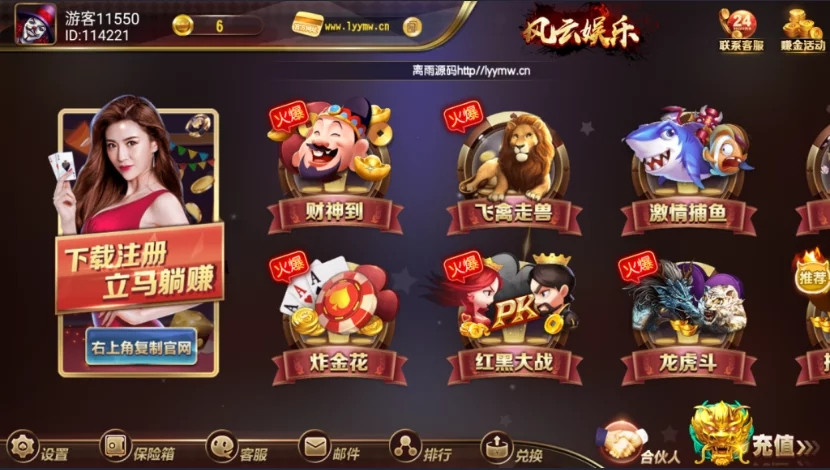 游客11550
ID:114221
6
www.lyymw.cn
风云娱乐
24
联系客服
赚金活动
离雨源码http//lyymw.cn
火爆
财神到
火爆
飞禽走兽
激情捕鱼
下载注册
立马躺赚
右上角复制官网
火爆
A A A
炸金花
火爆
PK
红黑大战
火爆
龙虎斗
推荐
设置
保险箱
客服
邮件
排行
兑换
合伙人
充值